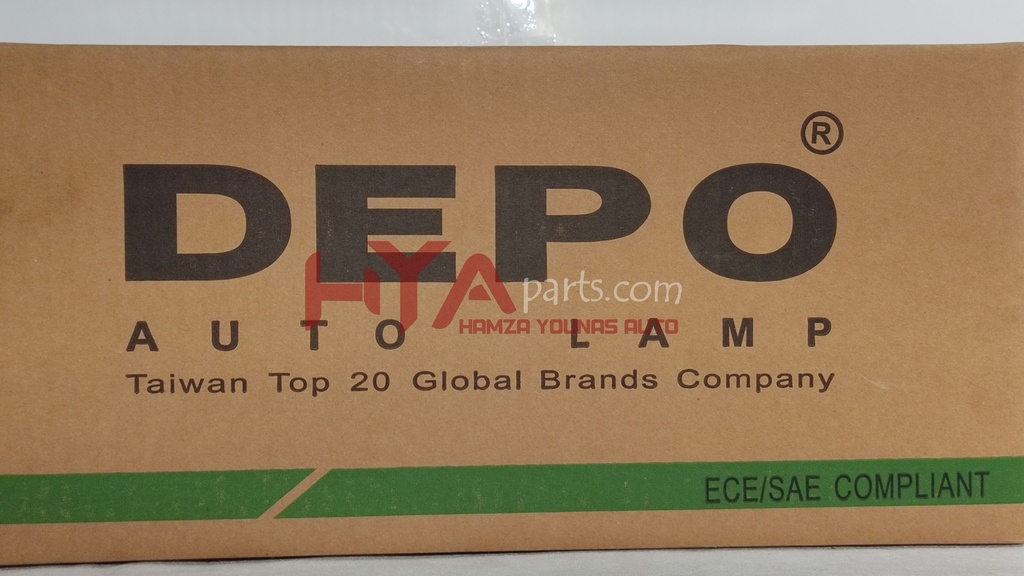 DEPO®
HYAparts.com
HAMZA YOUNAS AUTO
AUTO LAMP
Taiwan Top 20 Global Brands Company
ECE/SAE COMPLIANT